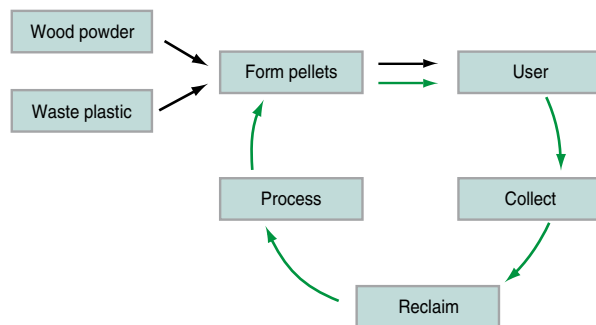 Wood powder
Form pellets
User
Waste plastic
Process
Collect
Reclaim